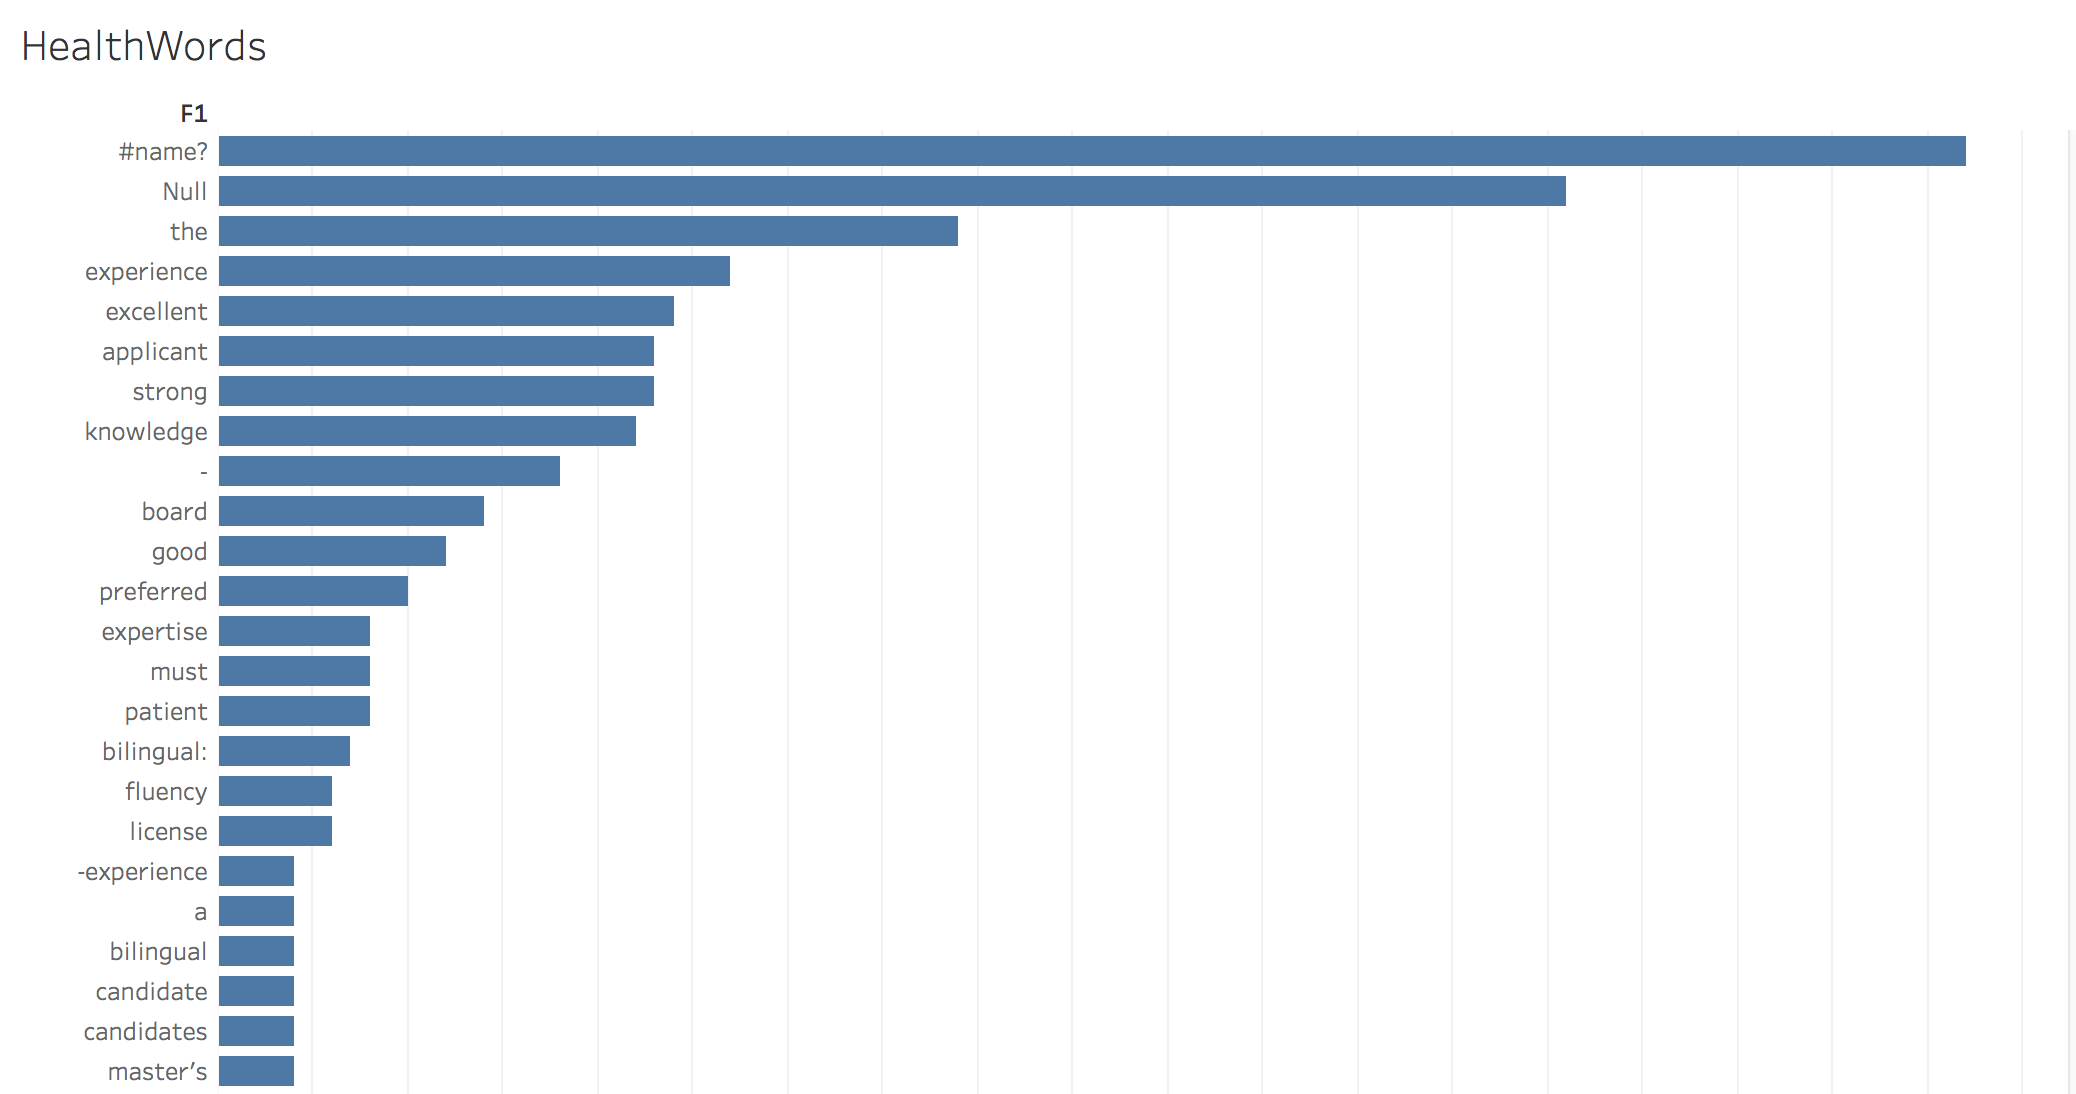 HealthWords
F1
#name?
Null
the
experience
excellent
applicant
strong
knowledge
-
board
good
preferred
expertise
must
patient
bilingual:
fluency
license
-experience
a
bilingual
candidate
candidates
master’s